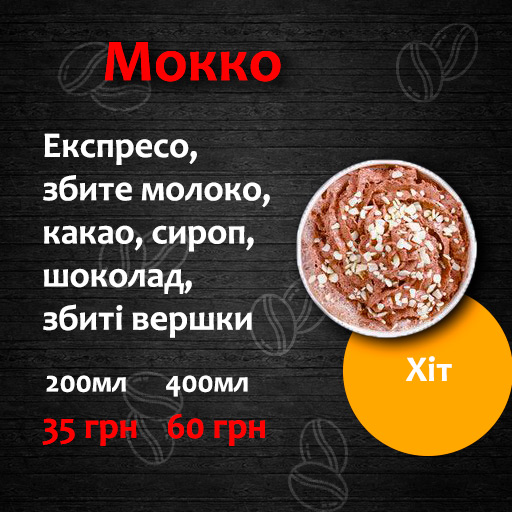 Мокко
Експресо,
збите молоко,
какао, сироп,
шоколад,
збиті вершки
200мл 400мл
35 грн 60 грн
Хіт